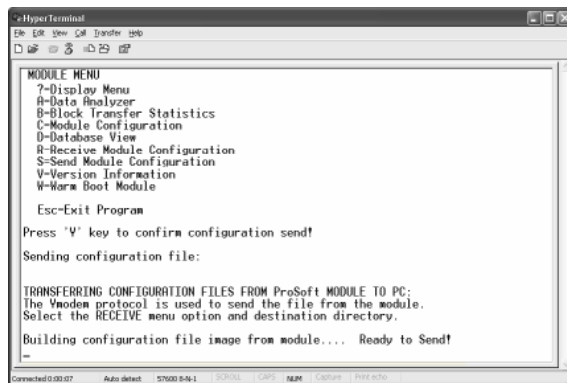 HyperTerminal
File Edit View Call Transfer Help
MODULE MENU
?=Display Menu
A=Data Analyzer
B=Block Transfer Statistics
C=Module Configuration
D=Database View
R=Receive Module Configuration
S=Send Module Configuration
V=Version Information
W=Warm Boot Module
Esc=Exit Program
Press 'Y' key to confirm configuration send!
Sending configuration file:
TRANSFERRING CONFIGURATION FILES FROM ProSoft MODULE TO PC:
The Ymodem protocol is used to send the file from the module.
Select the RECEIVE menu option and destination directory.
Building configuration file image from module.... Ready to Send!
Connected 0:00:07 Auto detect 57600 8-N-1 SCROLL CAPS NUM Capture Print echo